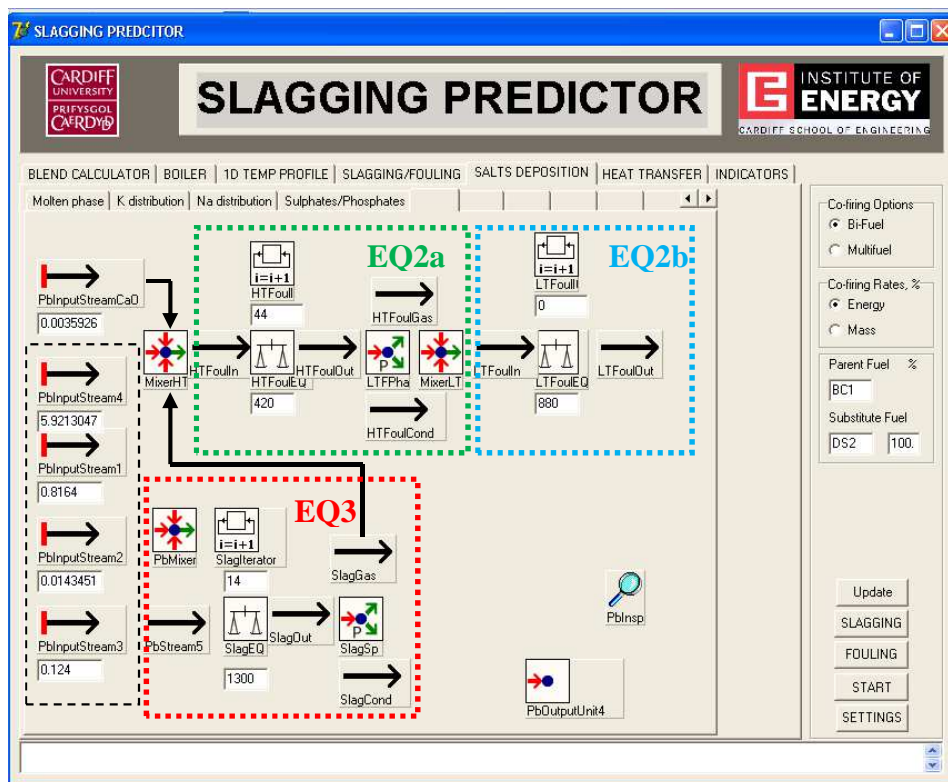 SLAGGING PREDCITOR
CARDIFF
UNIVERSITY
PRIFYSGOL
CAERDYDD
SLAGGING PREDICTOR
INSTITUTE OF
ENERGY
CARDIFF SCHOOL OF ENGINEERING
BLEND CALCULATOR BOILER 1D TEMP PROFILE SLAGGING/FOULING SALTS DEPOSITION HEAT TRANSFER INDICATORS
Molten phase K distribution Na distribution Sulphates/Phosphates
EQ2a
EQ2b
i=i+1
HTFoulI
44
HTFoulGas
i=i+1
LTFoulI
0
PbInputStreamCaO
0.0035926
MixerHT
HTFoulIn
HTFoulEQ
420
HTFoulOut
LTFPha
MixerLT
LTFoulIn
LTFoulEQ
880
LTFoulOut
HTFoulCond
PbInputStream4
5.9213047
PbInputStream1
0.8164
PbInputStream2
0.0143451
PbInputStream3
0.124
EQ3
PbMixer
i=i+1
SlagIterator
14
SlagGas
PbStream5
SlagEQ
1300
SlagOut
P
SlagSp
SlagCond
PbInsp
PbOutputUnit4
Co-firing Options
Bi-Fuel
Multifuel
Co-firing Rates, %
Energy
Mass
Parent Fuel %
BC1
Substitute Fuel
DS2 100.
Update
SLAGGING
FOULING
START
SETTINGS